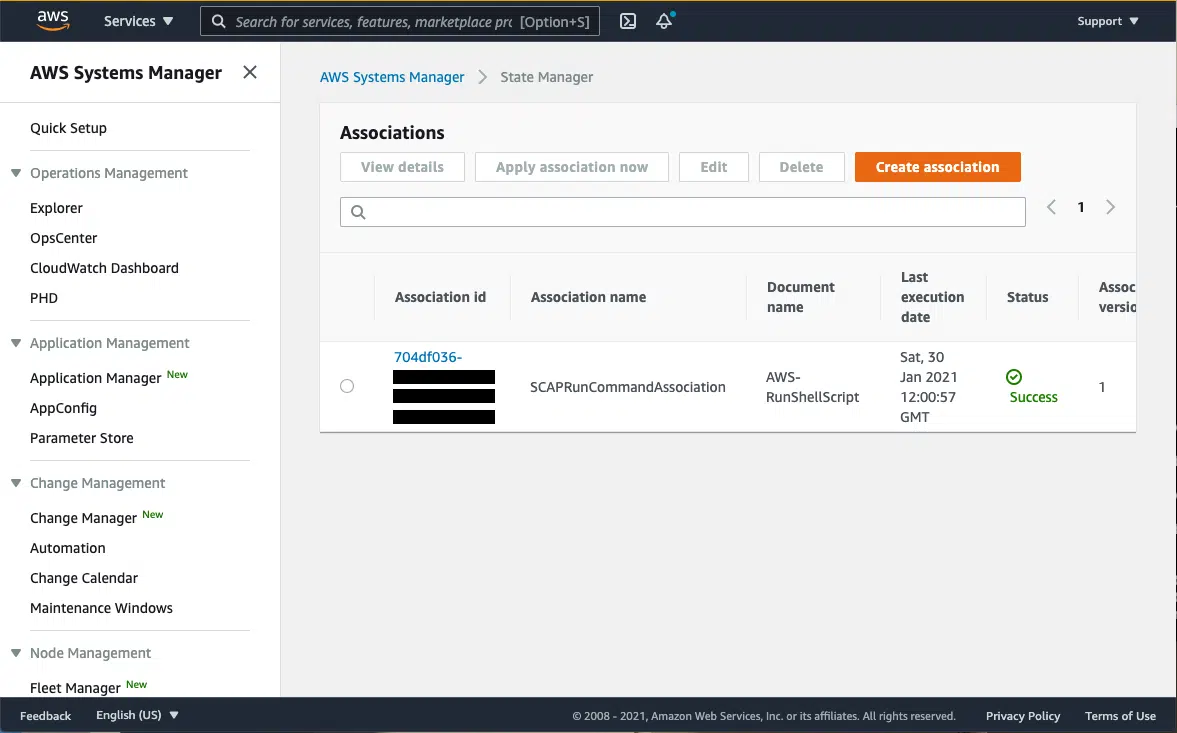 aws
Services
Search for services, features, marketplace prc [Option+S]
Support
AWS Systems Manager
Quick Setup
Operations Management
Explorer
OpsCenter
CloudWatch Dashboard
PHD
Application Management
Application Manager New
AppConfig
Parameter Store
Change Management
Change Manager New
Automation
Change Calendar
Maintenance Windows
Node Management
Fleet Manager New
AWS Systems Manager State Manager
Associations
View details Apply association now Edit Delete Create association
1
Association id
Association name
Document
name
Last
execution
date
Status
Assoc
versio
704df036-
SCAPRunCommandAssociation
AWS-
RunShellScript
Sat, 30
Jan 2021
12:00:57
GMT
Success
1
Feedback English (US) © 2008 - 2021, Amazon Web Services, Inc. or its affiliates. All rights reserved. Privacy Policy Terms of Use